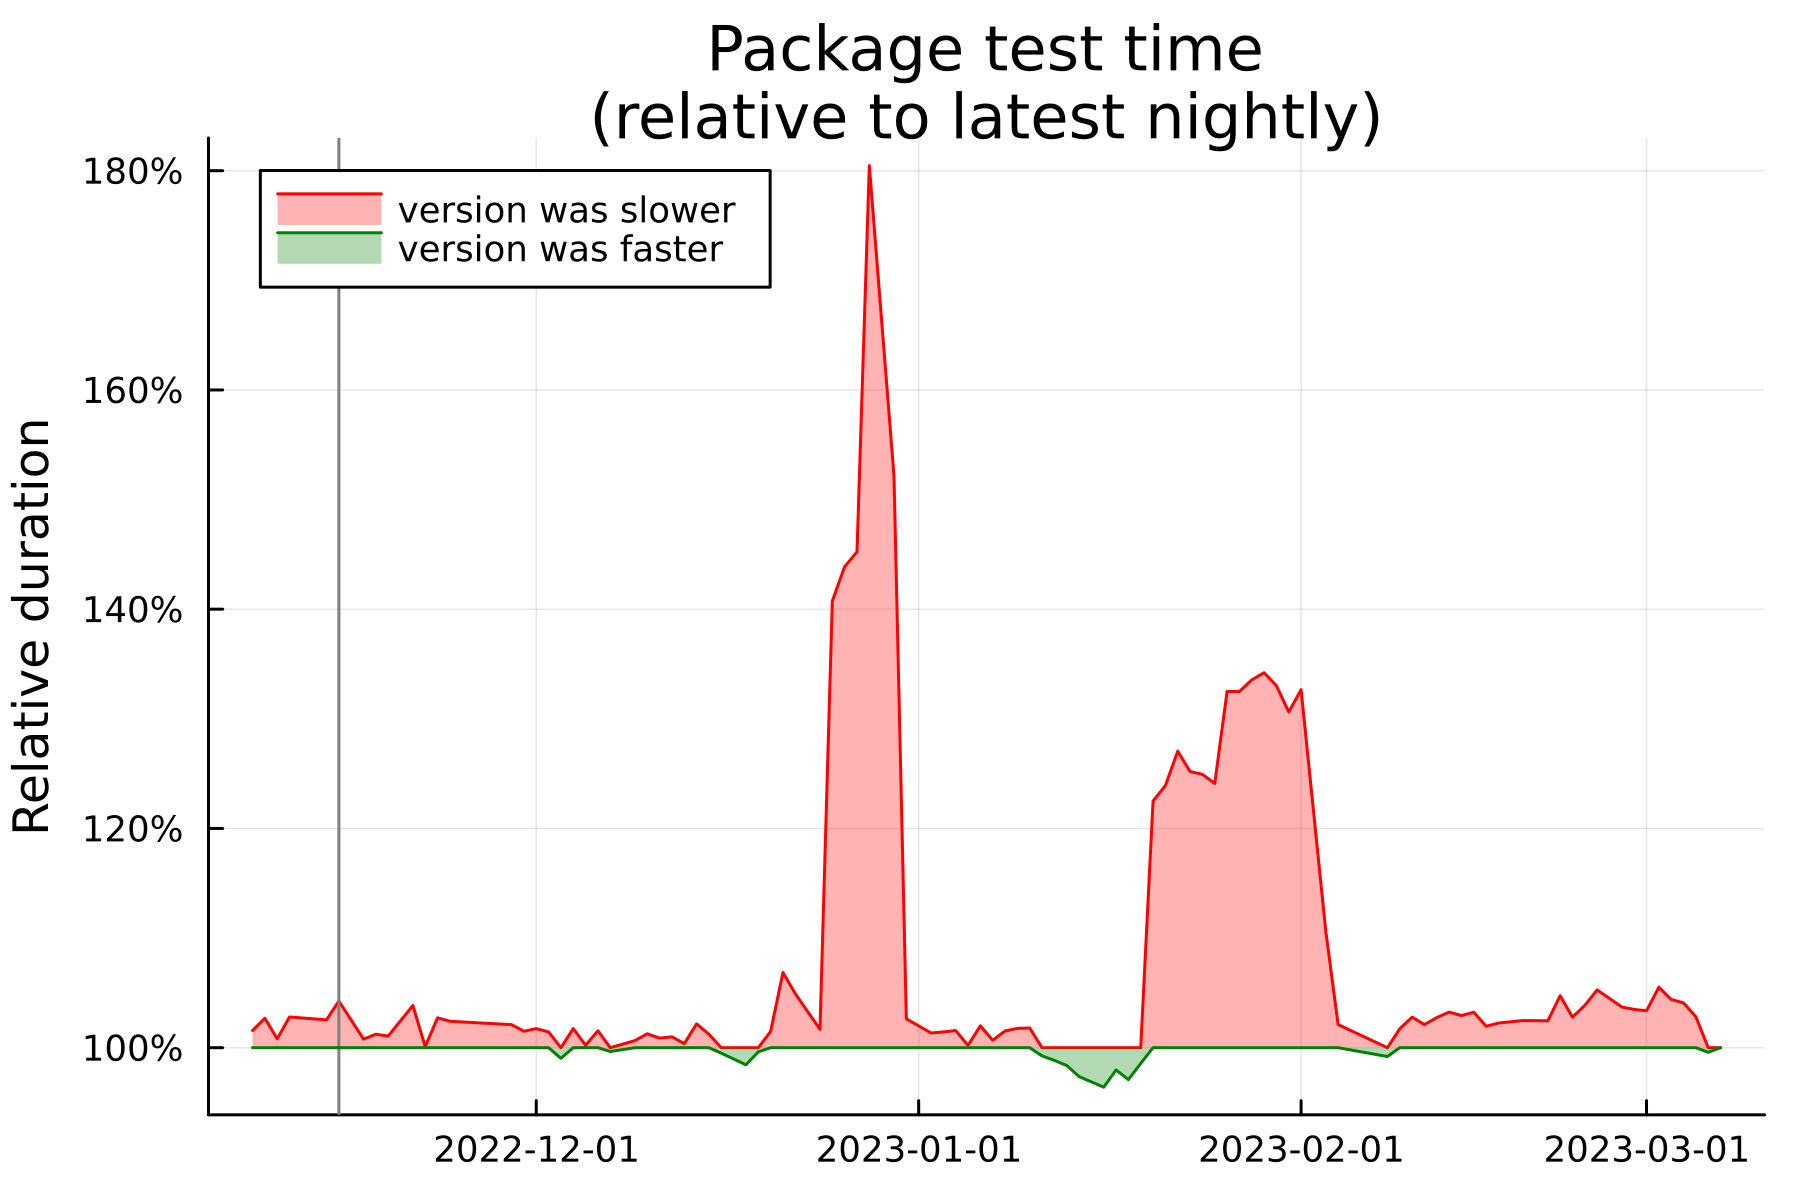 Package test time
(relative to latest nightly)
180%
version was slower
version was faster
160%
140%
120%
100%
Relative duration
2022-12-01
2023-01-01
2023-02-01
2023-03-01